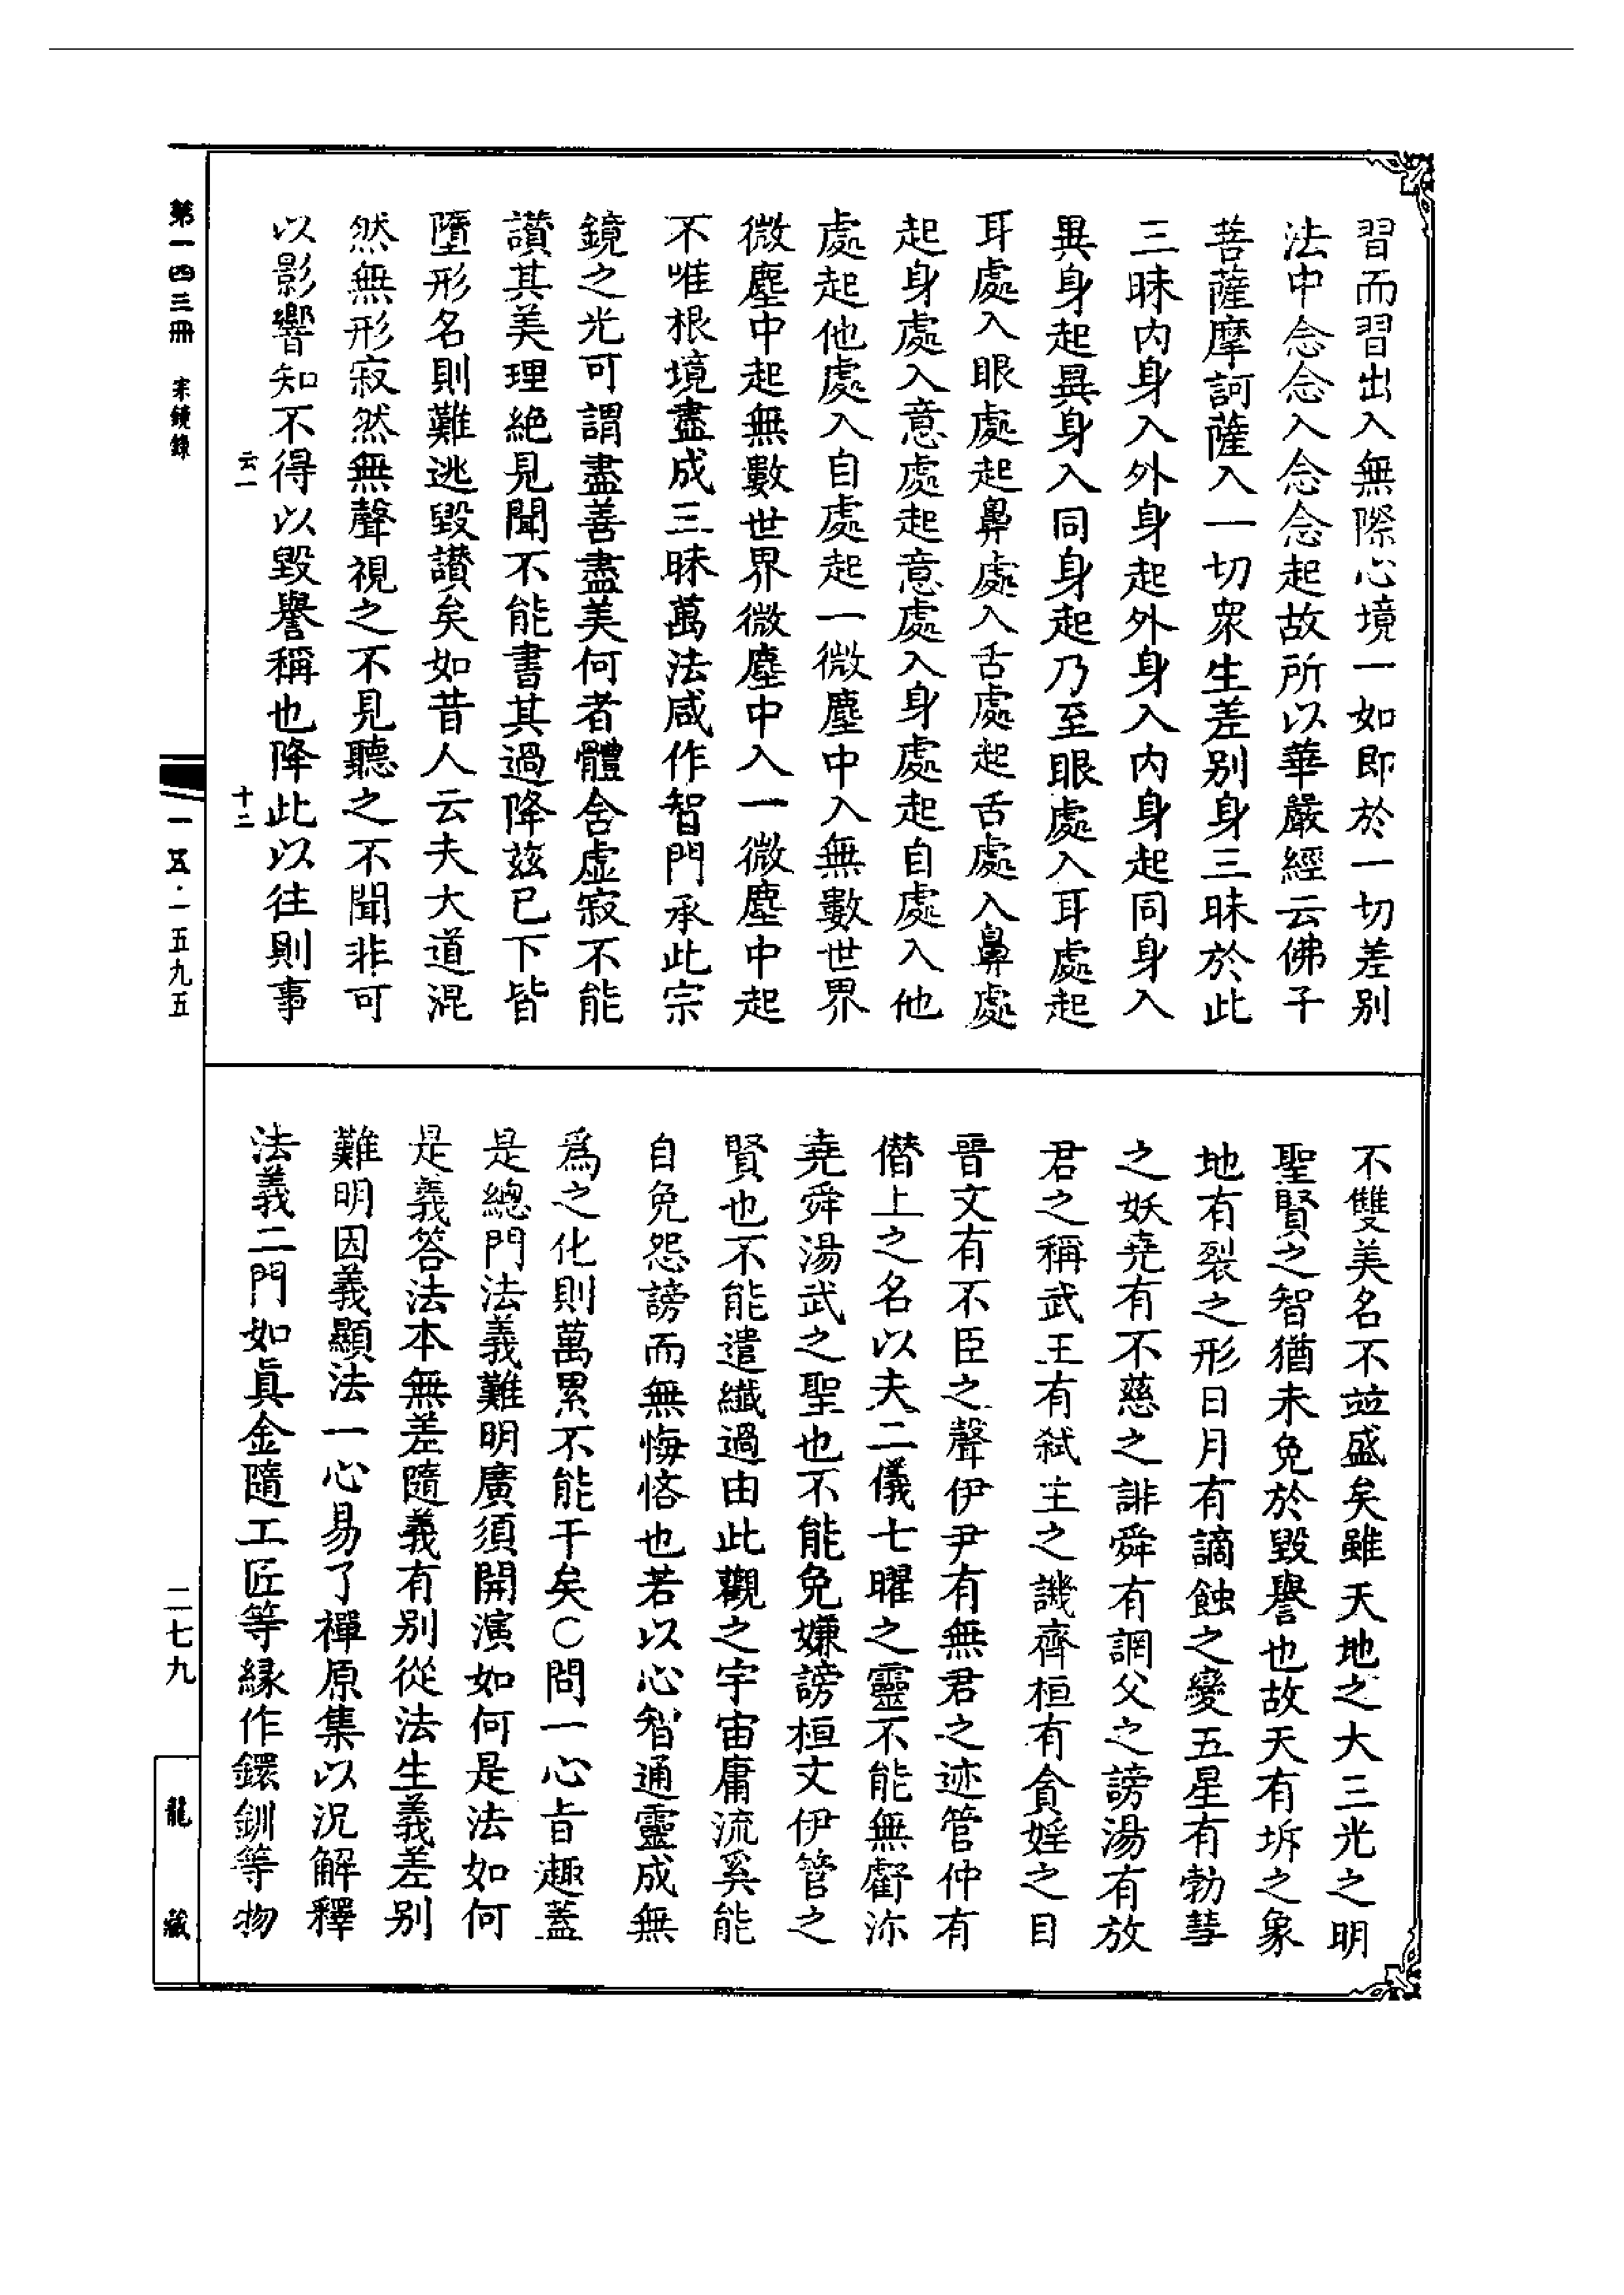 習而習出入無際心境一如即於一切差別
法中念念入念念起故所以華嚴經云佛子
菩薩摩訶薩入一切衆生差別身三昧於此
三昧內身入外身起外身入內身起同身入
異身起異身入同身起乃至眼處入耳處起
耳處入眼處起鼻處入舌處起舌處入鼻處
起身處入意處起意處入身處起自處入他
處起他處入自處起一微塵中入無數世界
微塵中起無數世界微塵中入一微塵中起
不唯根境盡成三昧萬法咸作智門承此宗
鏡之光可謂盡善盡美何者體含虛寂不能
讃其美理絕見聞不能書其過降茲已下皆
墮形名則難逃毀讃矣如昔人云夫大道混
然無形寂然無聲視之不見聽之不聞非可
以影響知不得以毀譽稱也降此以往則事
云一
十二
不雙美名不竝盛矣雖天地之大三光之明
聖賢之智猶未免於毀譽也故天有坼之象
地有裂之形日月有謫蝕之變五星有勃彗
之妖堯有不慈之誹舜有謂父之謗湯有放
君之稱武王有弑主之譏齊桓有貪婬之目
晉文有不臣之聲伊尹有無君之迹管仲有
僭上之名以夫二儀七曜之靈不能無虧沴
堯舜湯武之聖也不能免嫌謗桓文伊管之
賢也不能遣纖過由此觀之宇宙庸流奚能
自免怨謗而無悔悋也若以心智通靈成無
爲之化則萬累不能干矣○問一心旨趣蓋
是總門法義難明廣須開演如何是法如何
是義答法本無差隨義有別從法生義差別
難明因義顯法一心易了禪原集以況解釋
法義二門如眞金隨工匠等縁作鐶釧等物
第一四三冊 宗鏡錄
一五·一五九五
二七九
龍藏